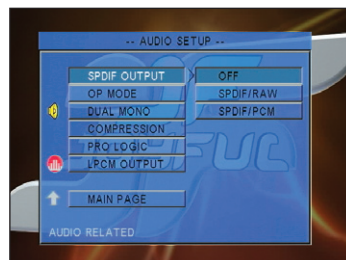 -- AUDIO SETUP --
SPDIF OUTPUT
OFF
OP MODE
SPDIF/RAW
DUAL MONO
SPDIF/PCM
COMPRESSION
PRO LOGIC
LPCM OUTPUT
MAIN PAGE
AUDIO RELATED